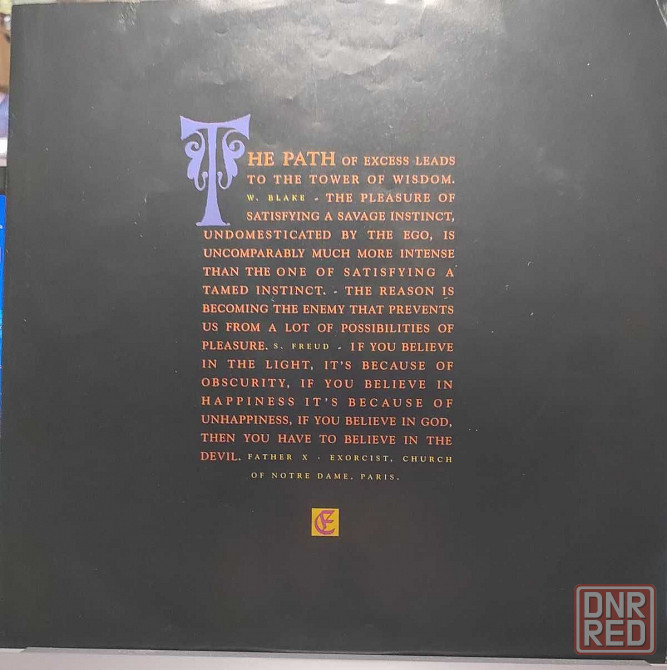 THE PATH OF EXCESS LEADS
TO THE TOWER OF WISDOM.
W. BLAKE - THE PLEASURE OF
SATISFYING A SAVAGE INSTINCT,
UNDOMESTICATED BY THE EGO, IS
UNCOMPARABLY MUCH MORE INTENSE
THAN THE ONE OF SATISFYING A
TAMED INSTINCT. - THE REASON IS
BECOMING THE ENEMY THAT PREVENTS
US FROM A LOT OF POSSIBILITIES OF
PLEASURE. S. FREUD - IF YOU BELIEVE
IN THE LIGHT, IT'S BECAUSE OF
OBSCURITY, IF YOU BELIEVE IN
HAPPINESS IT'S BECAUSE OF
UNHAPPINESS, IF YOU BELIEVE IN GOD,
THEN YOU HAVE TO BELIEVE IN THE
DEVIL. FATHER X · EXORCIST, CHURCH
OF NOTRE DAME, PARIS.
DNR
RED